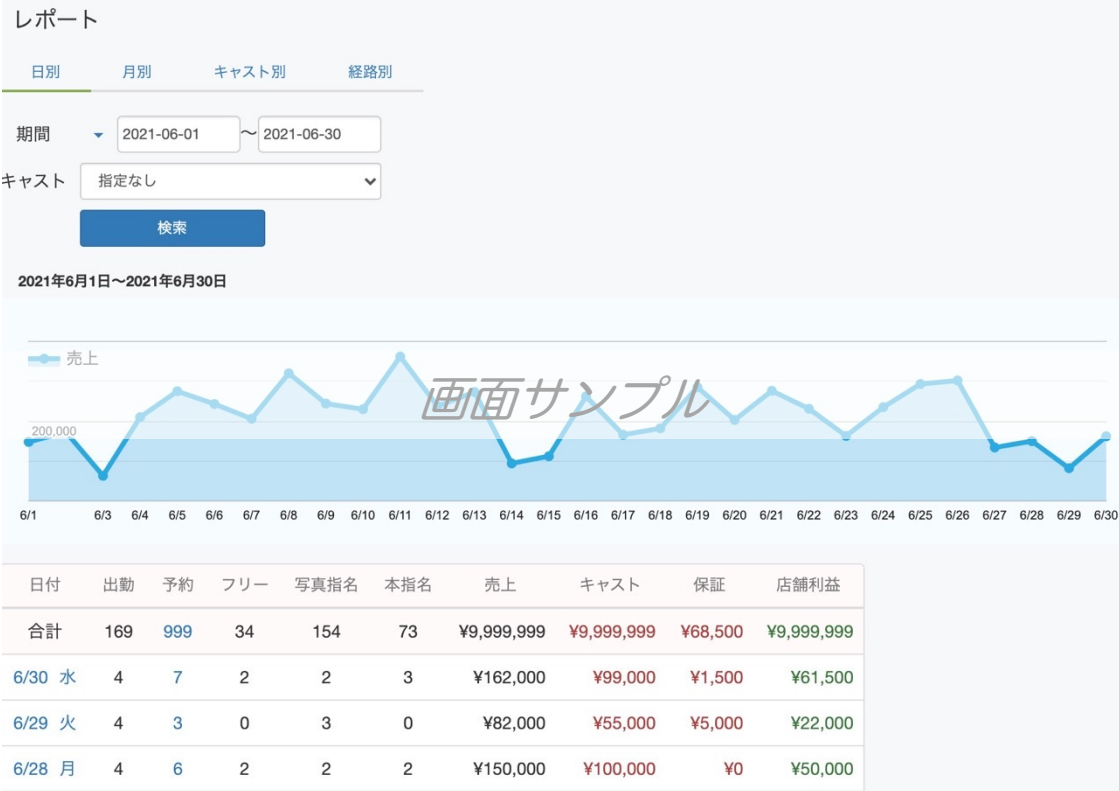 レポート
日別 月別 キャスト別 経路別
期間 2021-06-01 〜 2021-06-30
キャスト 指定なし
検索
2021年6月1日〜2021年6月30日
売上
画面サンプル
200,000
6/1 6/3 6/4 6/5 6/6 6/7 6/8 6/9 6/10 6/11 6/12 6/13 6/14 6/15 6/16 6/17 6/18 6/19 6/20 6/21 6/22 6/23 6/24 6/25 6/26 6/27 6/28 6/29 6/30
日付 出勤 予約 フリー 写真指名 本指名 売上 キャスト 保証 店舗利益
合計 169 999 34 154 73 ¥9,999,999 ¥9,999,999 ¥68,500 ¥9,999,999
6/30 水 4 7 2 2 3 ¥162,000 ¥99,000 ¥1,500 ¥61,500
6/29 火 4 3 0 3 0 ¥82,000 ¥55,000 ¥5,000 ¥22,000
6/28 月 4 6 2 2 2 ¥150,000 ¥100,000 ¥0 ¥50,000